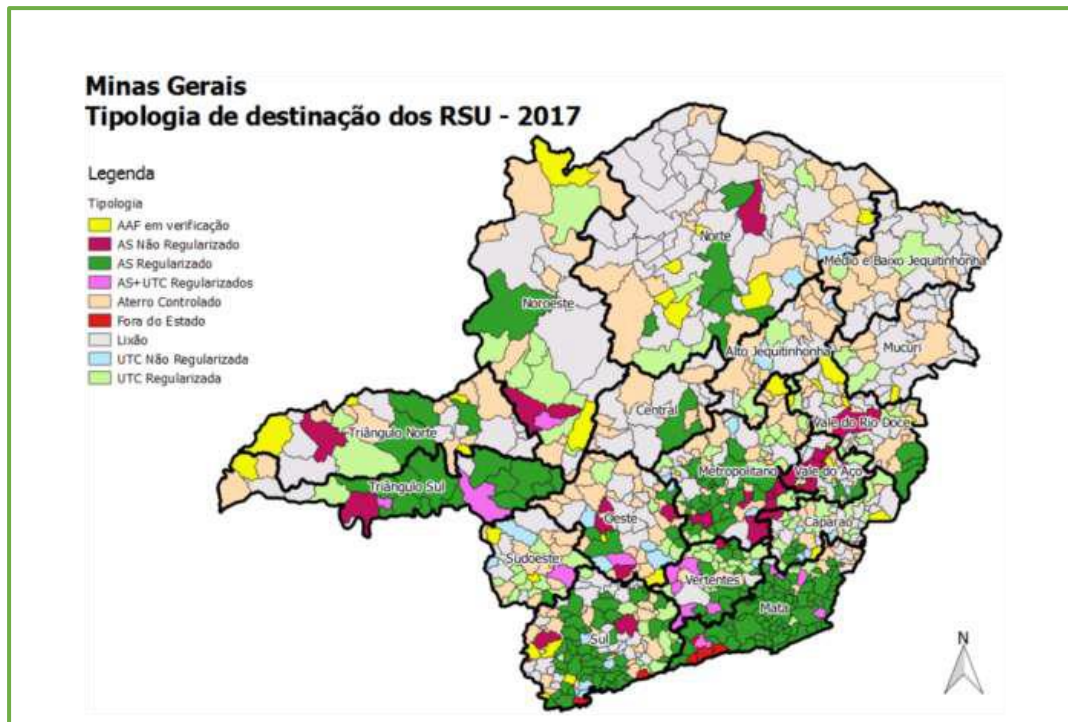 Minas Gerais
Tipologia de destinação dos RSU - 2017
Legenda
Tipologia
AAF em verificação
AS Não Regularizado
AS Regularizado
AS+UTC Regularizados
Aterro Controlado
Fora do Estado
Lixão
UTC Não Regularizada
UTC Regularizada
Norte
Médio e Baixo Jequitinhonha
Noroeste
Alto Jequitinhonha
Mucuri
Central
Vale do Rio Doce
Triângulo Norte
Metropolitano
Vale do Aço
Triângulo Sul
Oeste
Caparaó
Sudoeste
Vertentes
Mata
Sul
N